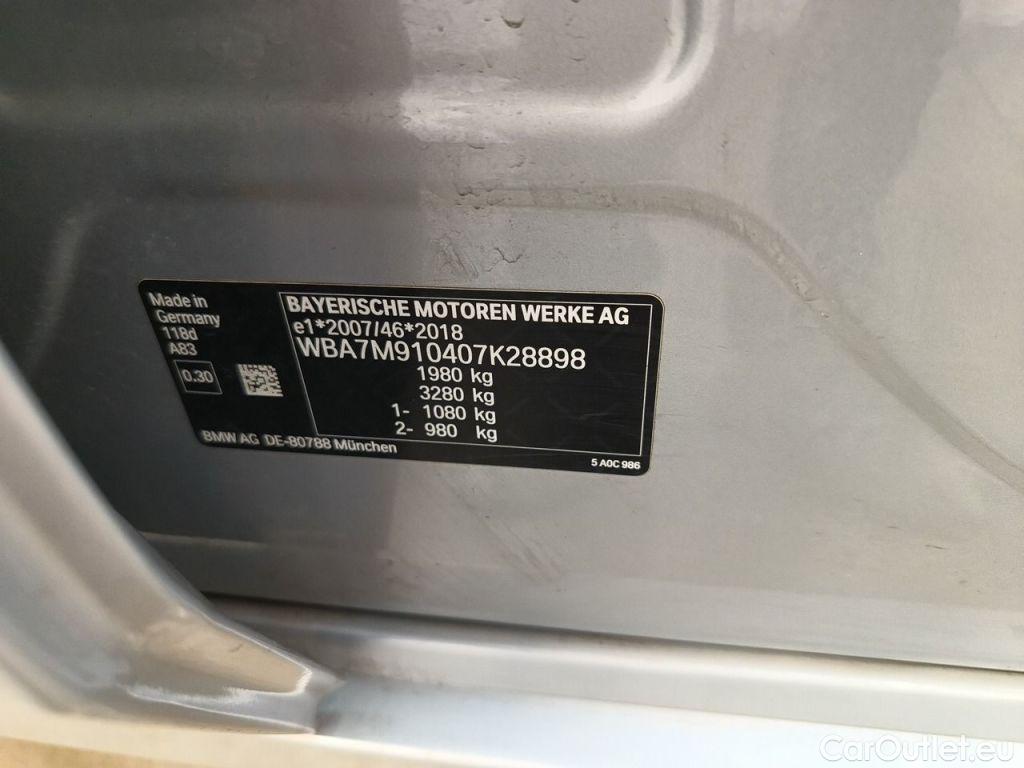 Made in
Germany
118d
A83
0.30
BAYERISCHE MOTOREN WERKE AG
e1*2007/46*2018
WBA7M910407K28898
1980 kg
3280 kg
1- 1080 kg
2- 980 kg
BMW AG DE-80788 München
5 A0C 986
CarOutlet.eu